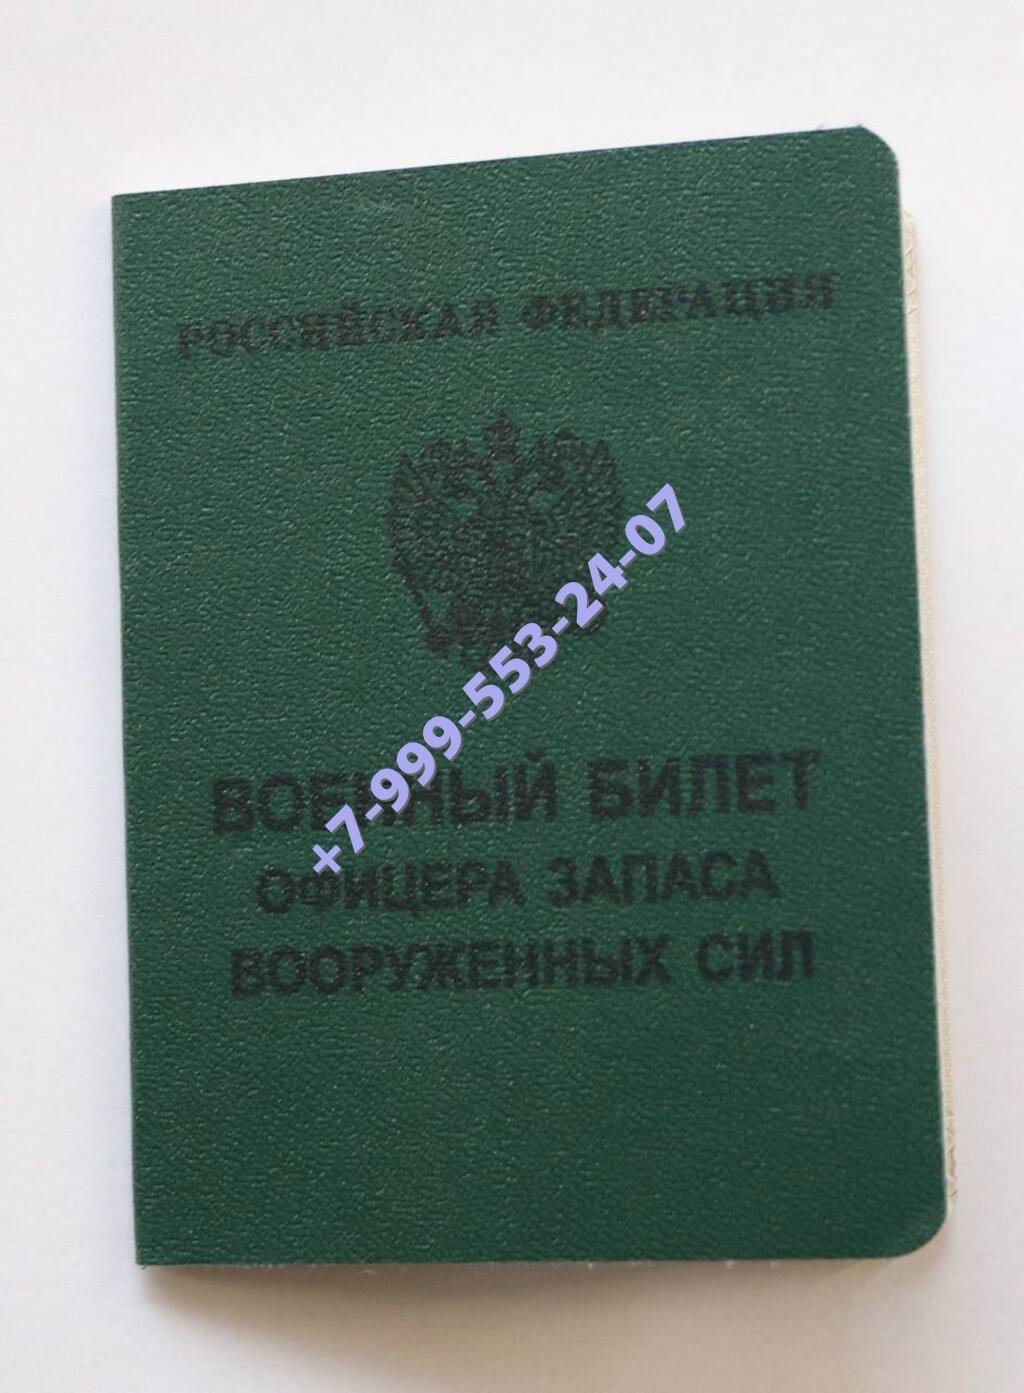 РОССИЙСКАЯ ФЕДЕРАЦИЯ
+7-999-553-24-07
ВОЕННЫЙ БИЛЕТ
ОФИЦЕРА ЗАПАСА
ВООРУЖЕННЫХ СИЛ